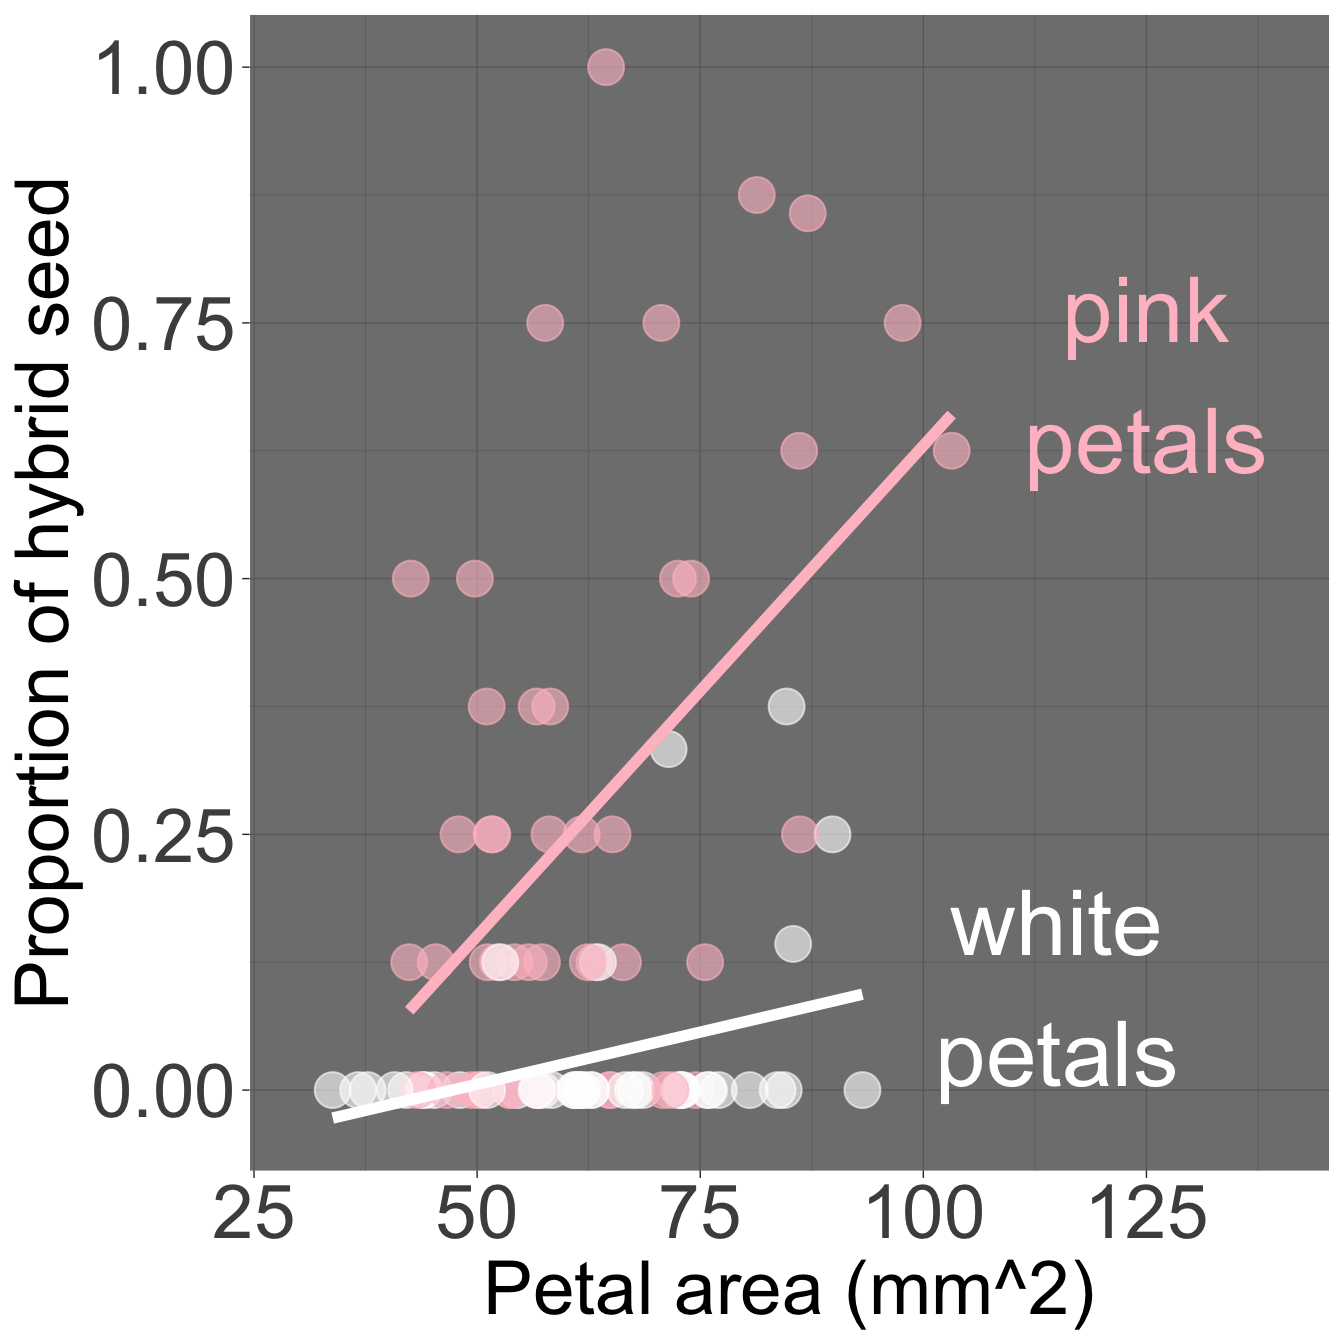 1.00
0.75
0.50
0.25
0.00
Proportion of hybrid seed
pink
petals
white
petals
25 50 75 100 125
Petal area (mm^2)